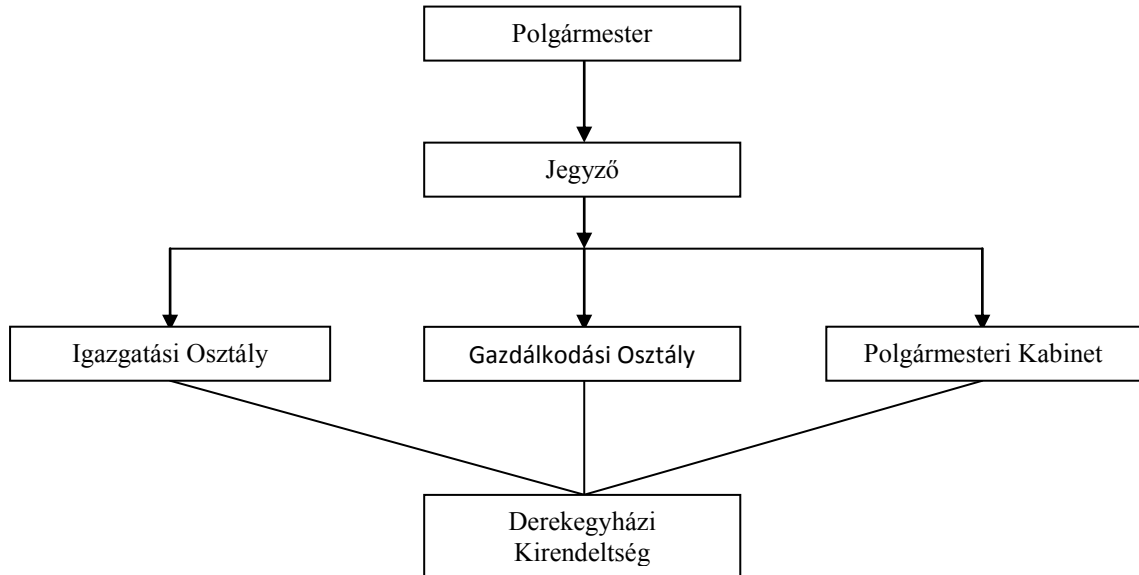 Polgármester
Jegyző
Igazgatási Osztály
Gazdálkodási Osztály
Polgármesteri Kabinet
Derekegyházi
Kirendeltség